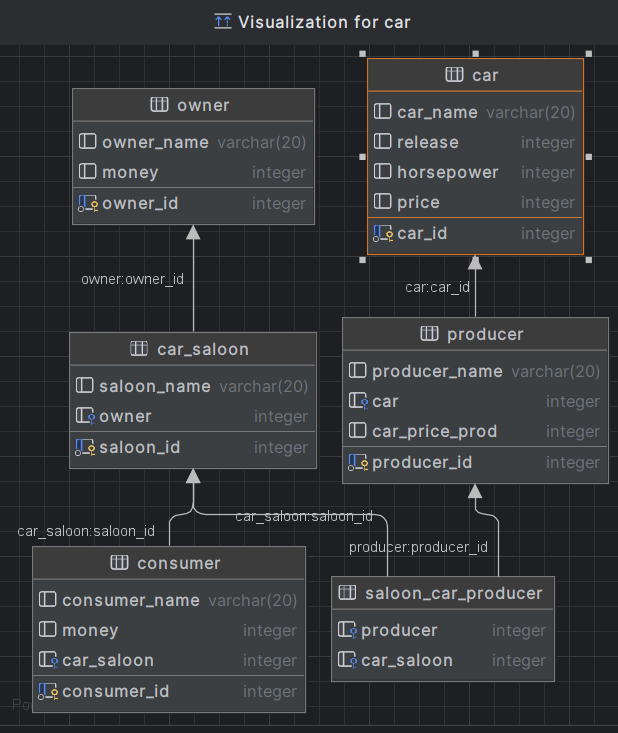 Visualization for car
owner
owner_name varchar(20)
money integer
owner_id integer
car
car_name varchar(20)
release integer
horsepower integer
price integer
car_id integer
owner:owner_id
car:car_id
car_saloon
saloon_name varchar(20)
owner integer
saloon_id integer
producer
producer_name varchar(20)
car integer
car_price_prod integer
producer_id integer
car_saloon:saloon_id
car_saloon:saloon_id
producer:producer_id
consumer
consumer_name varchar(20)
money integer
car_saloon integer
consumer_id integer
saloon_car_producer
producer integer
car_saloon integer